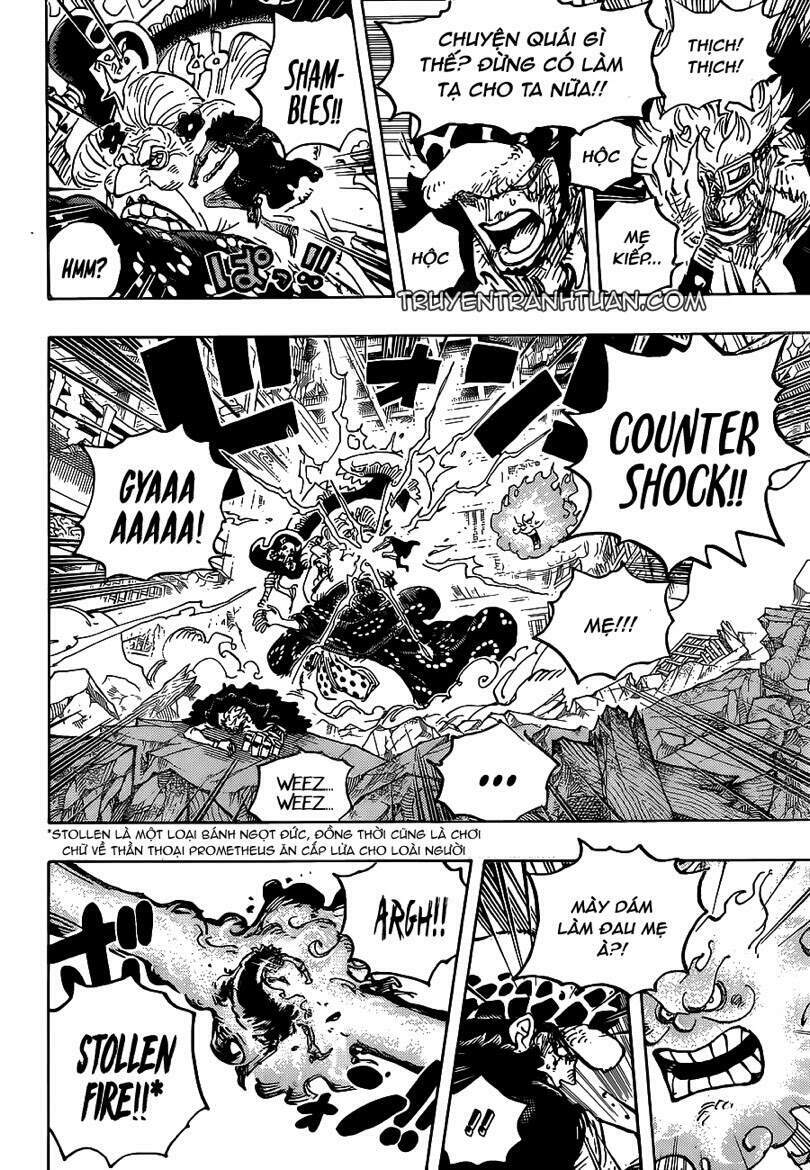 THỊCH!
THỊCH!
MẸ
KIẾP...
CHUYỆN QUÁI GÌ
THẾ? ĐỪNG CÓ LÀM
TẠ CHO TA NỮA!!
HỘC
HỘC
SHAM-
BLES!!
HMM?
TRUYENTRANHTUAN.COM
COUNTER
SHOCK!!
GYAAA
AAAAA!
MẸ!!!
...
WEEZ...
WEEZ...
*STOLLEN LÀ MỘT LOẠI BÁNH NGỌT ĐỨC, ĐỒNG THỜI CŨNG LÀ CHƠI
CHỮ VỀ THẦN THOẠI PROMETHEUS ĂN CẮP LỬA CHO LOÀI NGƯỜI
MÀY DÁM
LÀM ĐAU MẸ
À?!
!!
ARGH!!
STOLLEN
FIRE!!*